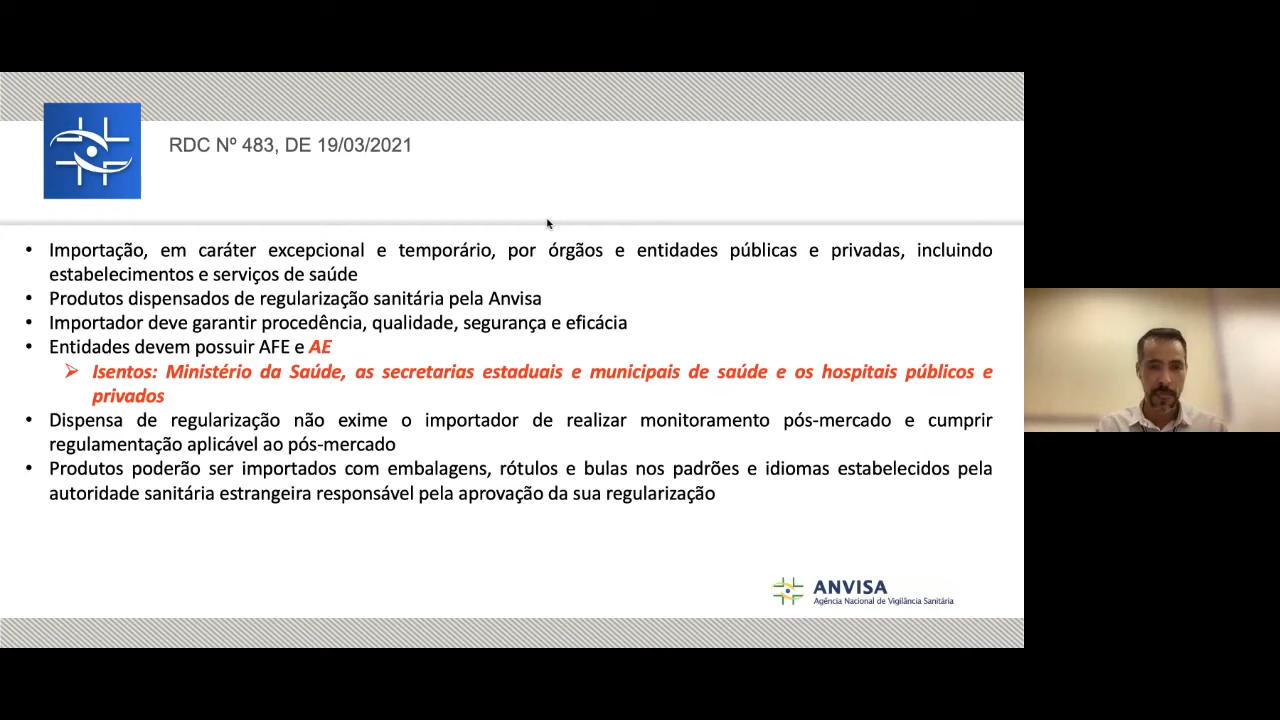 RDC Nº 483, DE 19/03/2021
• Importação, em caráter excepcional e temporário, por órgãos e entidades públicas e privadas, incluindo
estabelecimentos e serviços de saúde
• Produtos dispensados de regularização sanitária pela Anvisa
• Importador deve garantir procedência, qualidade, segurança e eficácia
• Entidades devem possuir AFE e AE
➢ Isentos: Ministério da Saúde, as secretarias estaduais e municipais de saúde e os hospitais públicos e
privados
• Dispensa de regularização não exime o importador de realizar monitoramento pós-mercado e cumprir
regulamentação aplicável ao pós-mercado
• Produtos poderão ser importados com embalagens, rótulos e bulas nos padrões e idiomas estabelecidos pela
autoridade sanitária estrangeira responsável pela aprovação da sua regularização
ANVISA
Agência Nacional de Vigilância Sanitária